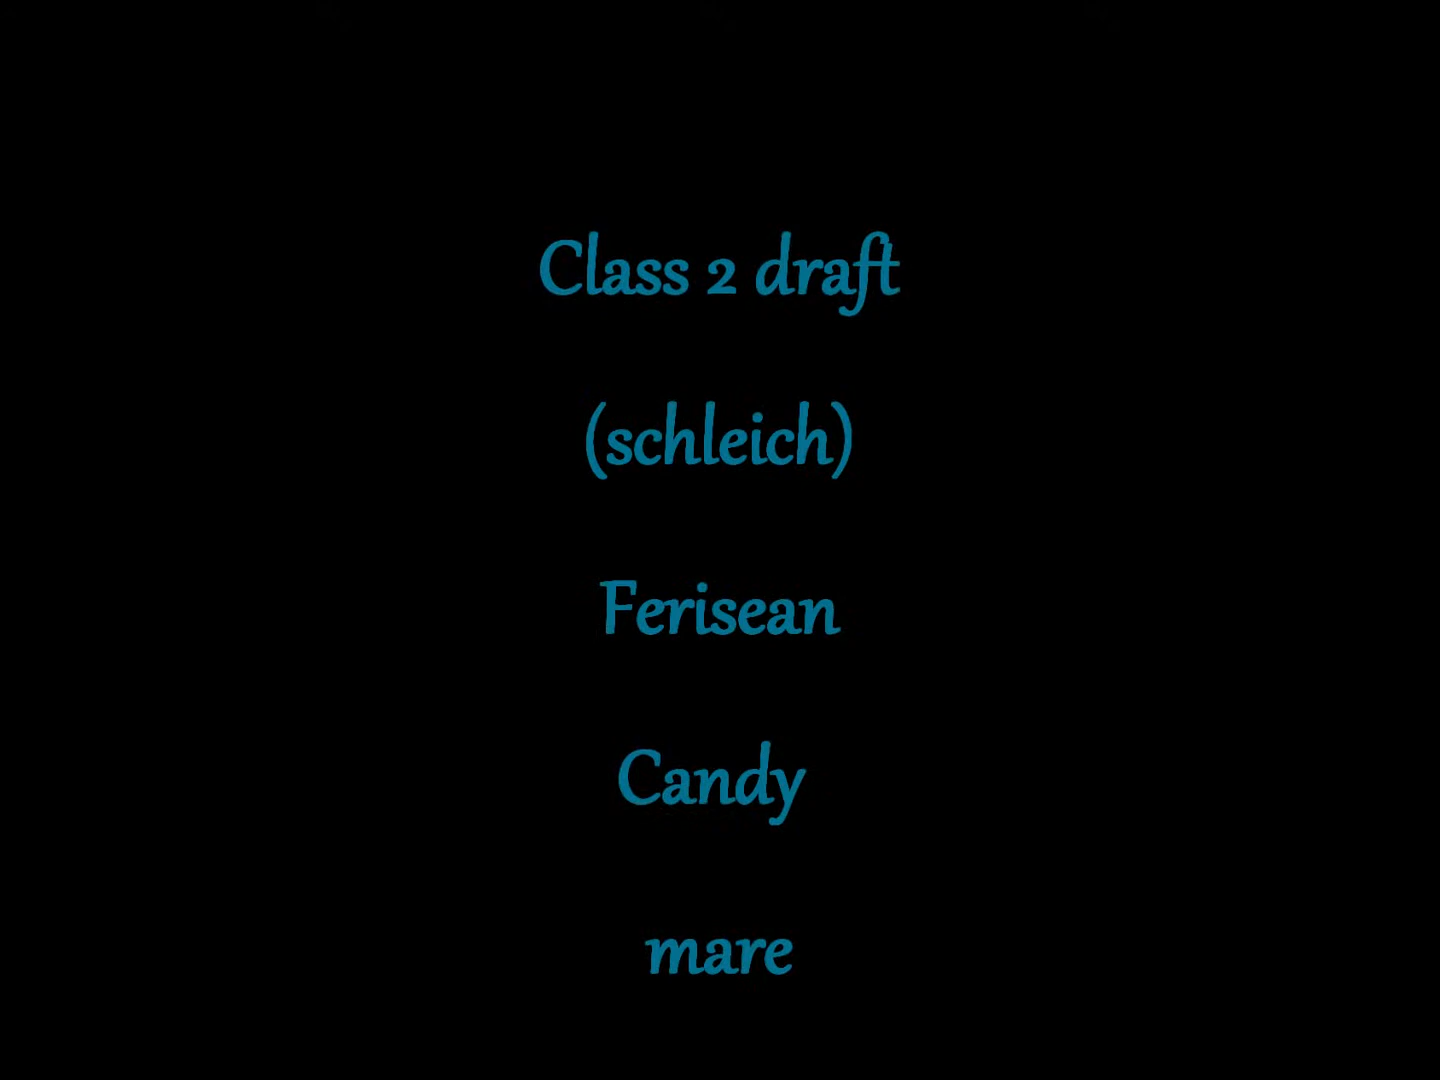 Class 2 draft
(schleich)
Ferisean
Candy
mare